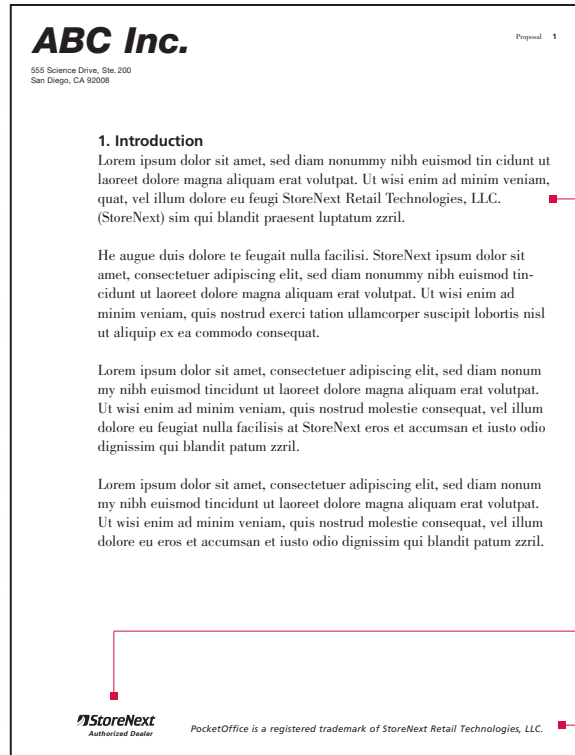 ABC Inc.
Proposal 1
555 Science Drive, Ste. 200
San Diego, CA 92008
1. Introduction
Lorem ipsum dolor sit amet, sed diam nonummy nibh euismod tin cidunt ut
laoreet dolore magna aliquam erat volutpat. Ut wisi enim ad minim veniam,
quat, vel illum dolore eu feugi StoreNext Retail Technologies, LLC.
(StoreNext) sim qui blandit praesent luptatum zzril.
He augue duis dolore te feugait nulla facilisi. StoreNext ipsum dolor sit
amet, consectetuer adipiscing elit, sed diam nonummy nibh euismod tin-
cidunt ut laoreet dolore magna aliquam erat volutpat. Ut wisi enim ad
minim veniam, quis nostrud exerci tation ullamcorper suscipit lobortis nisl
ut aliquip ex ea commodo consequat.
Lorem ipsum dolor sit amet, consectetuer adipiscing elit, sed diam nonum
my nibh euismod tincidunt ut laoreet dolore magna aliquam erat volutpat.
Ut wisi enim ad minim veniam, quis nostrud molestie consequat, vel illum
dolore eu feugiat nulla facilisis at StoreNext eros et accumsan et iusto odio
dignissim qui blandit patum zzril.
Lorem ipsum dolor sit amet, consectetuer adipiscing elit, sed diam nonum
my nibh euismod tincidunt ut laoreet dolore magna aliquam erat volutpat.
Ut wisi enim ad minim veniam, quis nostrud molestie consequat, vel illum
dolore eu eros et accumsan et iusto odio dignissim qui blandit patum zzril.
StoreNext
Authorized Dealer
PocketOffice is a registered trademark of StoreNext Retail Technologies, LLC.